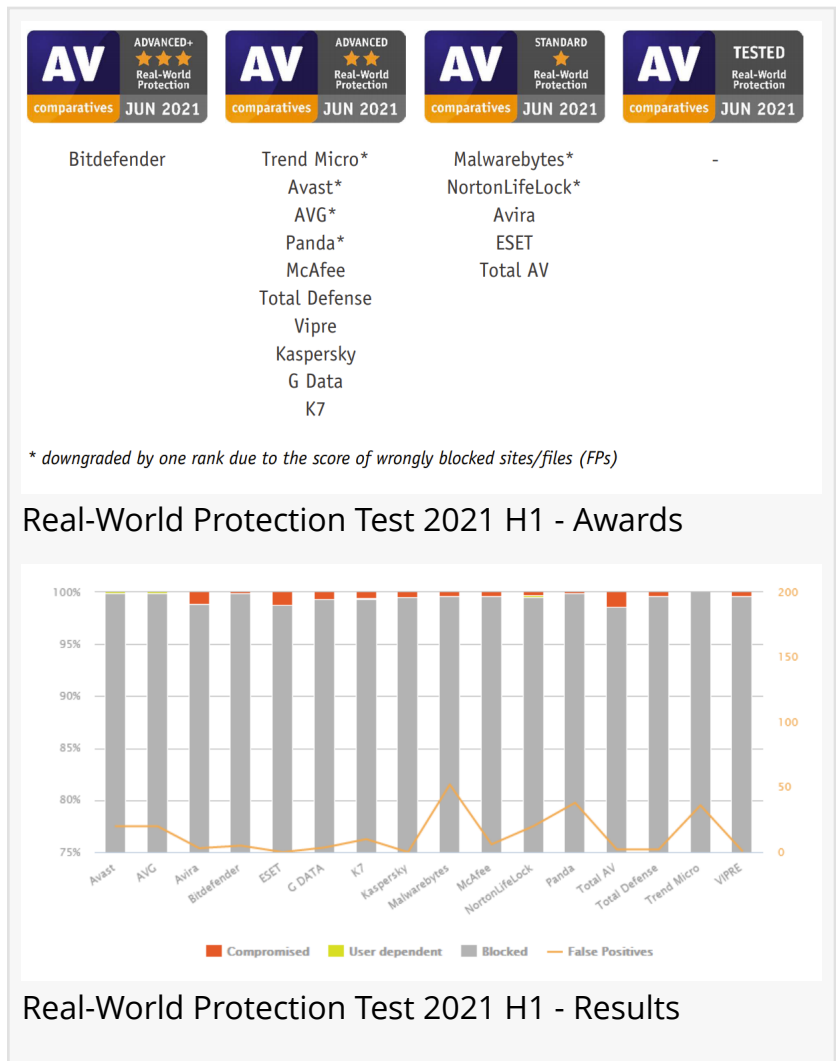 AV
ADVANCED+
Real-World
Protection
comparatives
JUN 2021
AV
ADVANCED
Real-World
Protection
comparatives
JUN 2021
AV
STANDARD
Real-World
Protection
comparatives
JUN 2021
AV
TESTED
Real-World
Protection
comparatives
JUN 2021
Bitdefender
Trend Micro*
Avast*
AVG*
Panda*
McAfee
Total Defense
Vipre
Kaspersky
G Data
K7
Malwarebytes*
NortonLifeLock*
Avira
ESET
Total AV
-
* downgraded by one rank due to the score of wrongly blocked sites/files (FPs)
Real-World Protection Test 2021 H1 - Awards
100%
95%
90%
85%
80%
75%
200
150
100
50
0
Avast
AVG
Avira
Bitdefender
ESET
G DATA
K7
Kaspersky
Malwarebytes
McAfee
NortonLifeLock
Panda
Total AV
Total Defense
Trend Micro
VIPRE
Compromised
User dependent
Blocked
False Positives
Real-World Protection Test 2021 H1 - Results